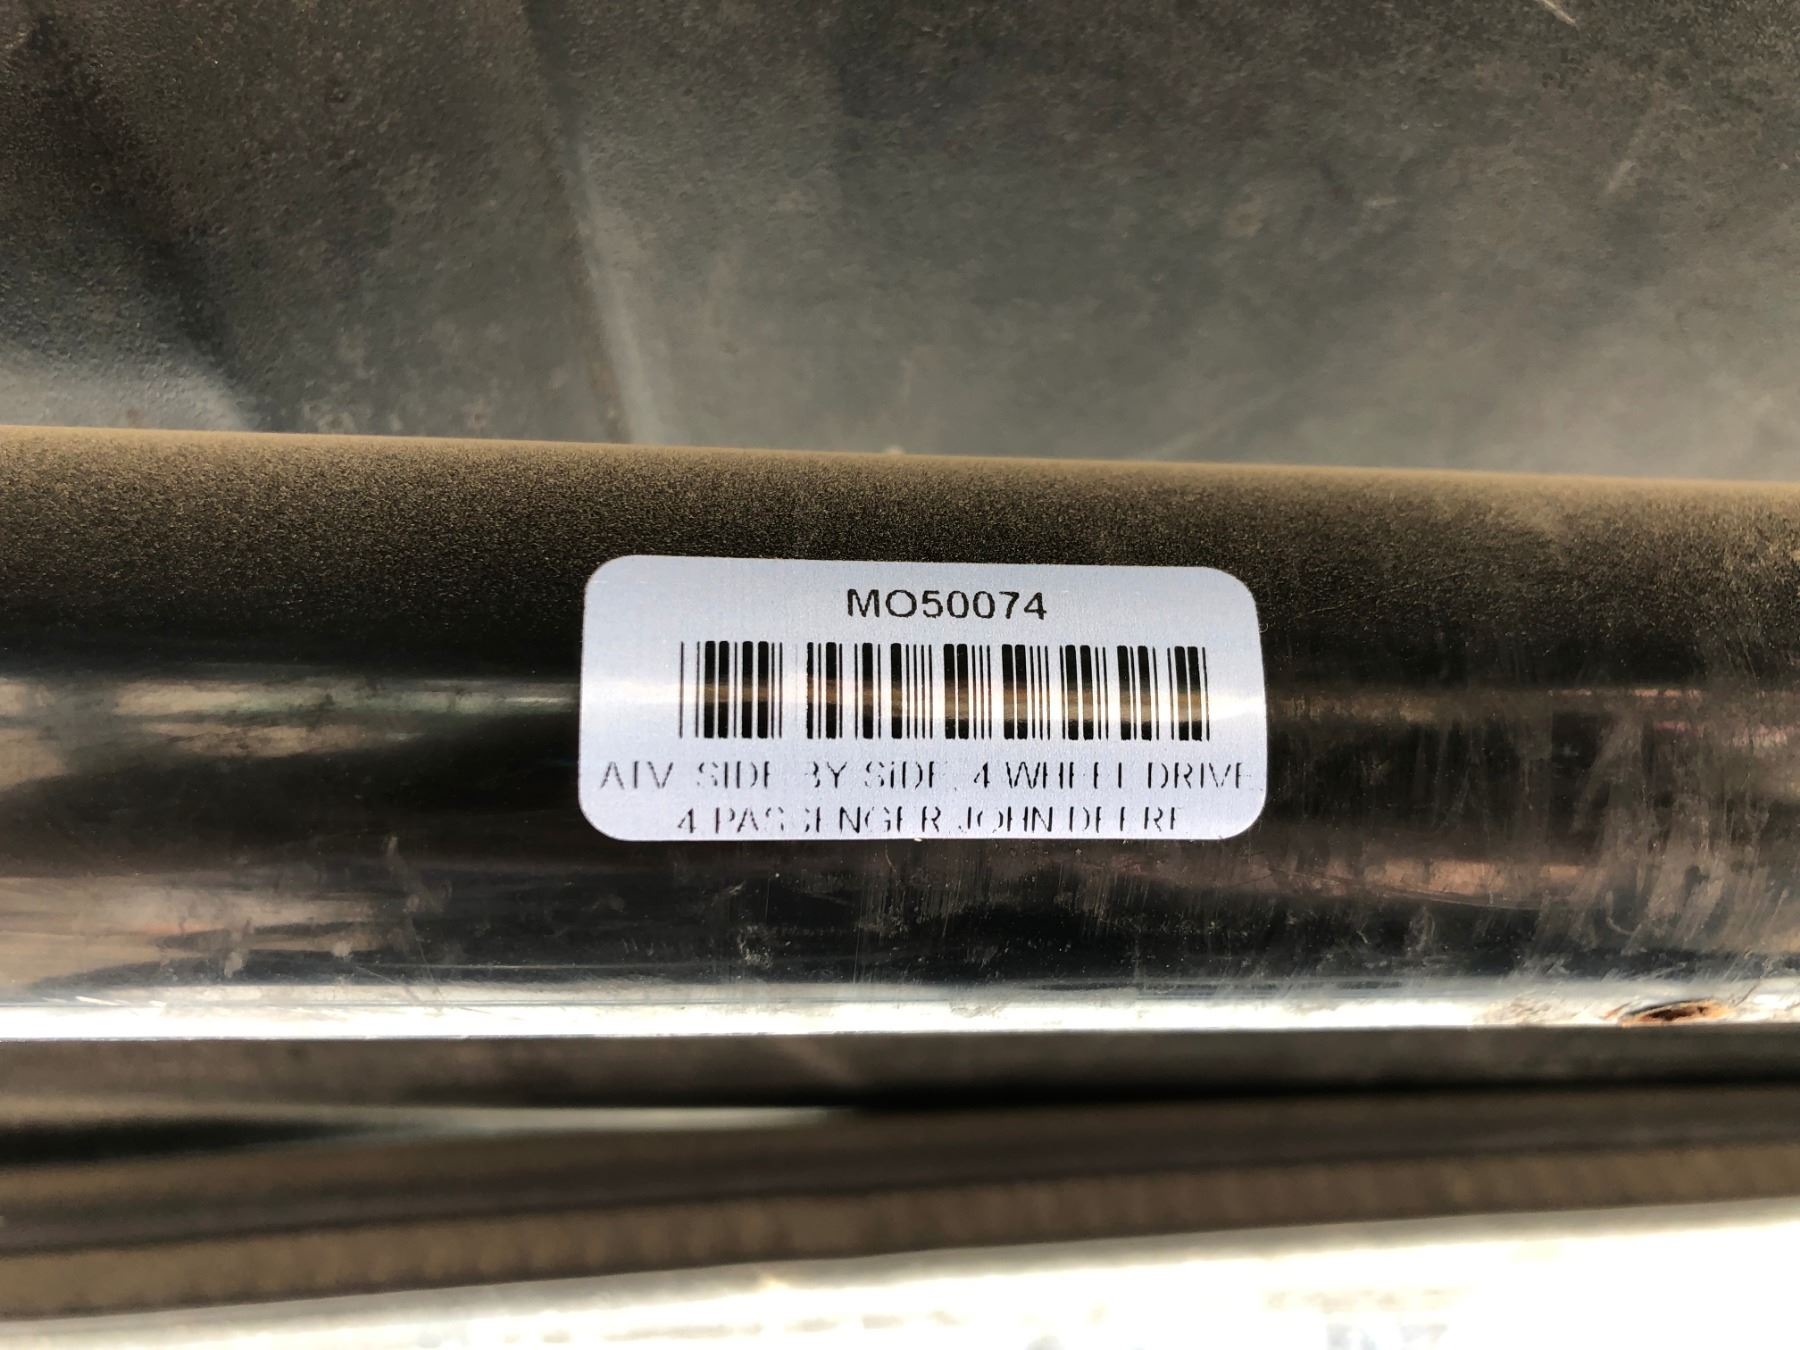 MO50074
ATV SIDE BY SIDE, 4 WHEEL DRIVE,
4 PASSENGER JOHN DEERE